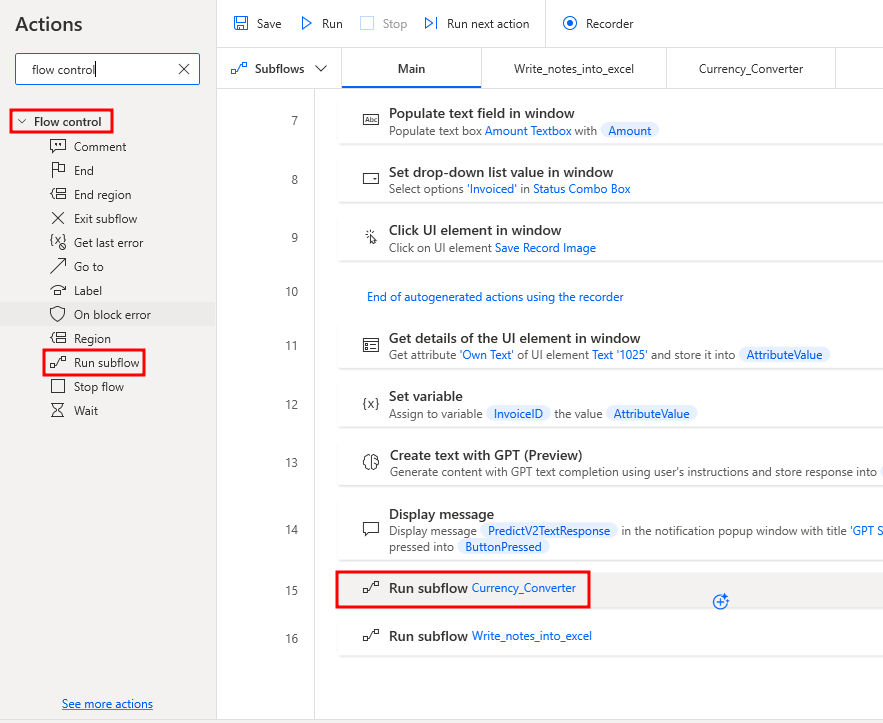 Actions
flow control
Flow control
Comment
End
End region
Exit subflow
Get last error
Go to
Label
On block error
Region
Run subflow
Stop flow
Wait
See more actions
Save Run Stop Run next action Recorder
Subflows Main Write_notes_into_excel Currency_Converter
7 Populate text field in window
Abc Populate text box Amount Textbox with Amount
8 Set drop-down list value in window
Select options 'Invoiced' in Status Combo Box
9 Click UI element in window
Click on UI element Save Record Image
10 End of autogenerated actions using the recorder
11 Get details of the UI element in window
Get attribute 'Own Text' of UI element Text '1025' and store it into AttributeValue
12 {x} Set variable
Assign to variable InvoiceID the value AttributeValue
13 Create text with GPT (Preview)
Generate content with GPT text completion using user's instructions and store response into
14 Display message
Display message PredictV2TextResponse in the notification popup window with title 'GPT S
pressed into ButtonPressed
15 Run subflow Currency_Converter
16 Run subflow Write_notes_into_excel